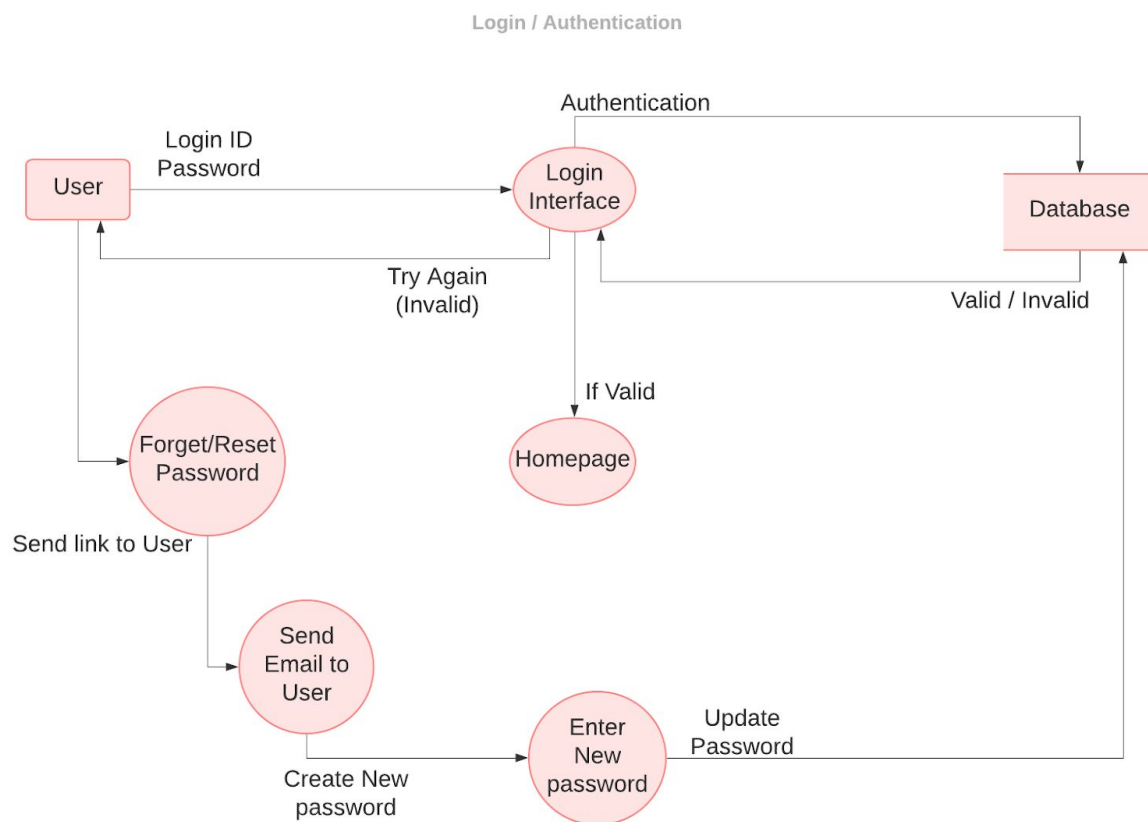 Login / Authentication
Authentication
Login ID
Password
User
Login
Interface
Database
Try Again
(Invalid)
Valid / Invalid
If Valid
Forget/Reset
Password
Homepage
Send link to User
Send
Email to
User
Enter
New
password
Update
Password
Create New
password